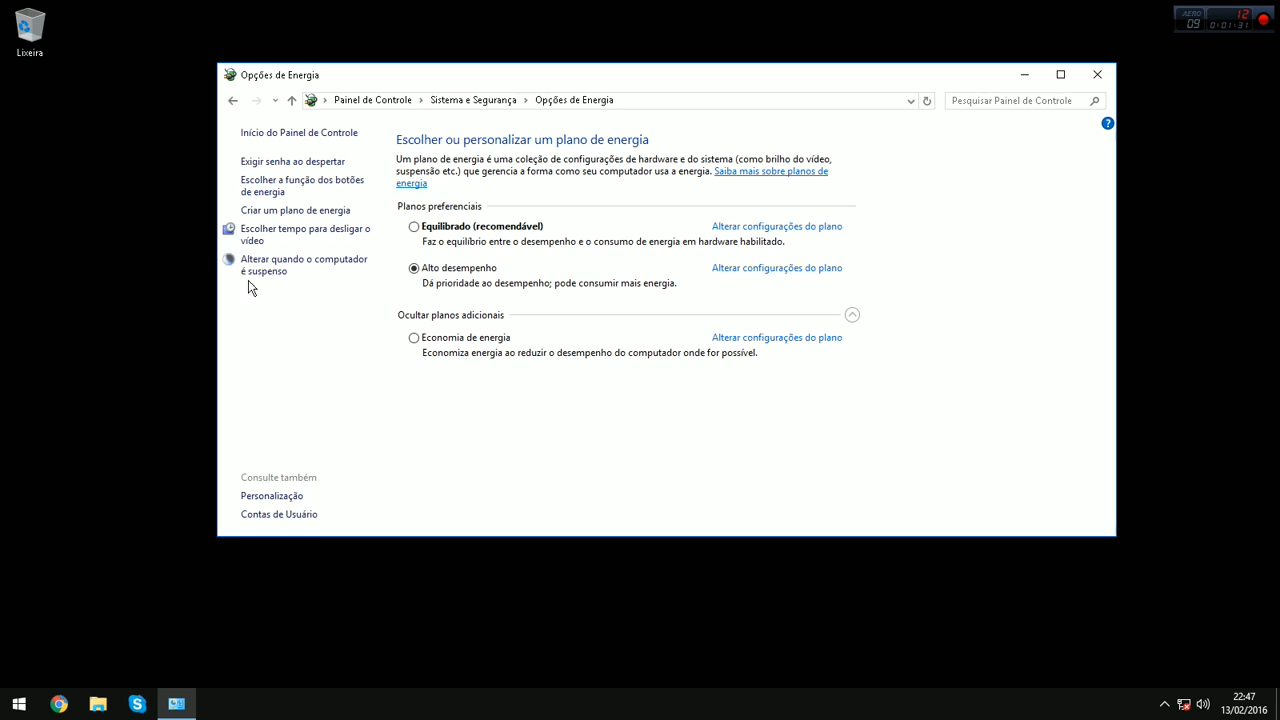 Lixeira
AERO
09
12
0:01:31
Opções de Energia
Painel de Controle
Sistema e Segurança
Opções de Energia
Pesquisar Painel de Controle
?
Início do Painel de Controle
Exigir senha ao despertar
Escolher a função dos botões
de energia
Criar um plano de energia
Escolher tempo para desligar o
vídeo
Alterar quando o computador
é suspenso
Consulte também
Personalização
Contas de Usuário
Escolher ou personalizar um plano de energia
Um plano de energia é uma coleção de configurações de hardware e do sistema (como brilho do vídeo,
suspensão etc.) que gerencia a forma como seu computador usa a energia. Saiba mais sobre planos de
energia
Planos preferenciais
Equilibrado (recomendável) Alterar configurações do plano
Faz o equilíbrio entre o desempenho e o consumo de energia em hardware habilitado.
Alto desempenho Alterar configurações do plano
Dá prioridade ao desempenho; pode consumir mais energia.
Ocultar planos adicionais
Economia de energia Alterar configurações do plano
Economiza energia ao reduzir o desempenho do computador onde for possível.
22:47
13/02/2016